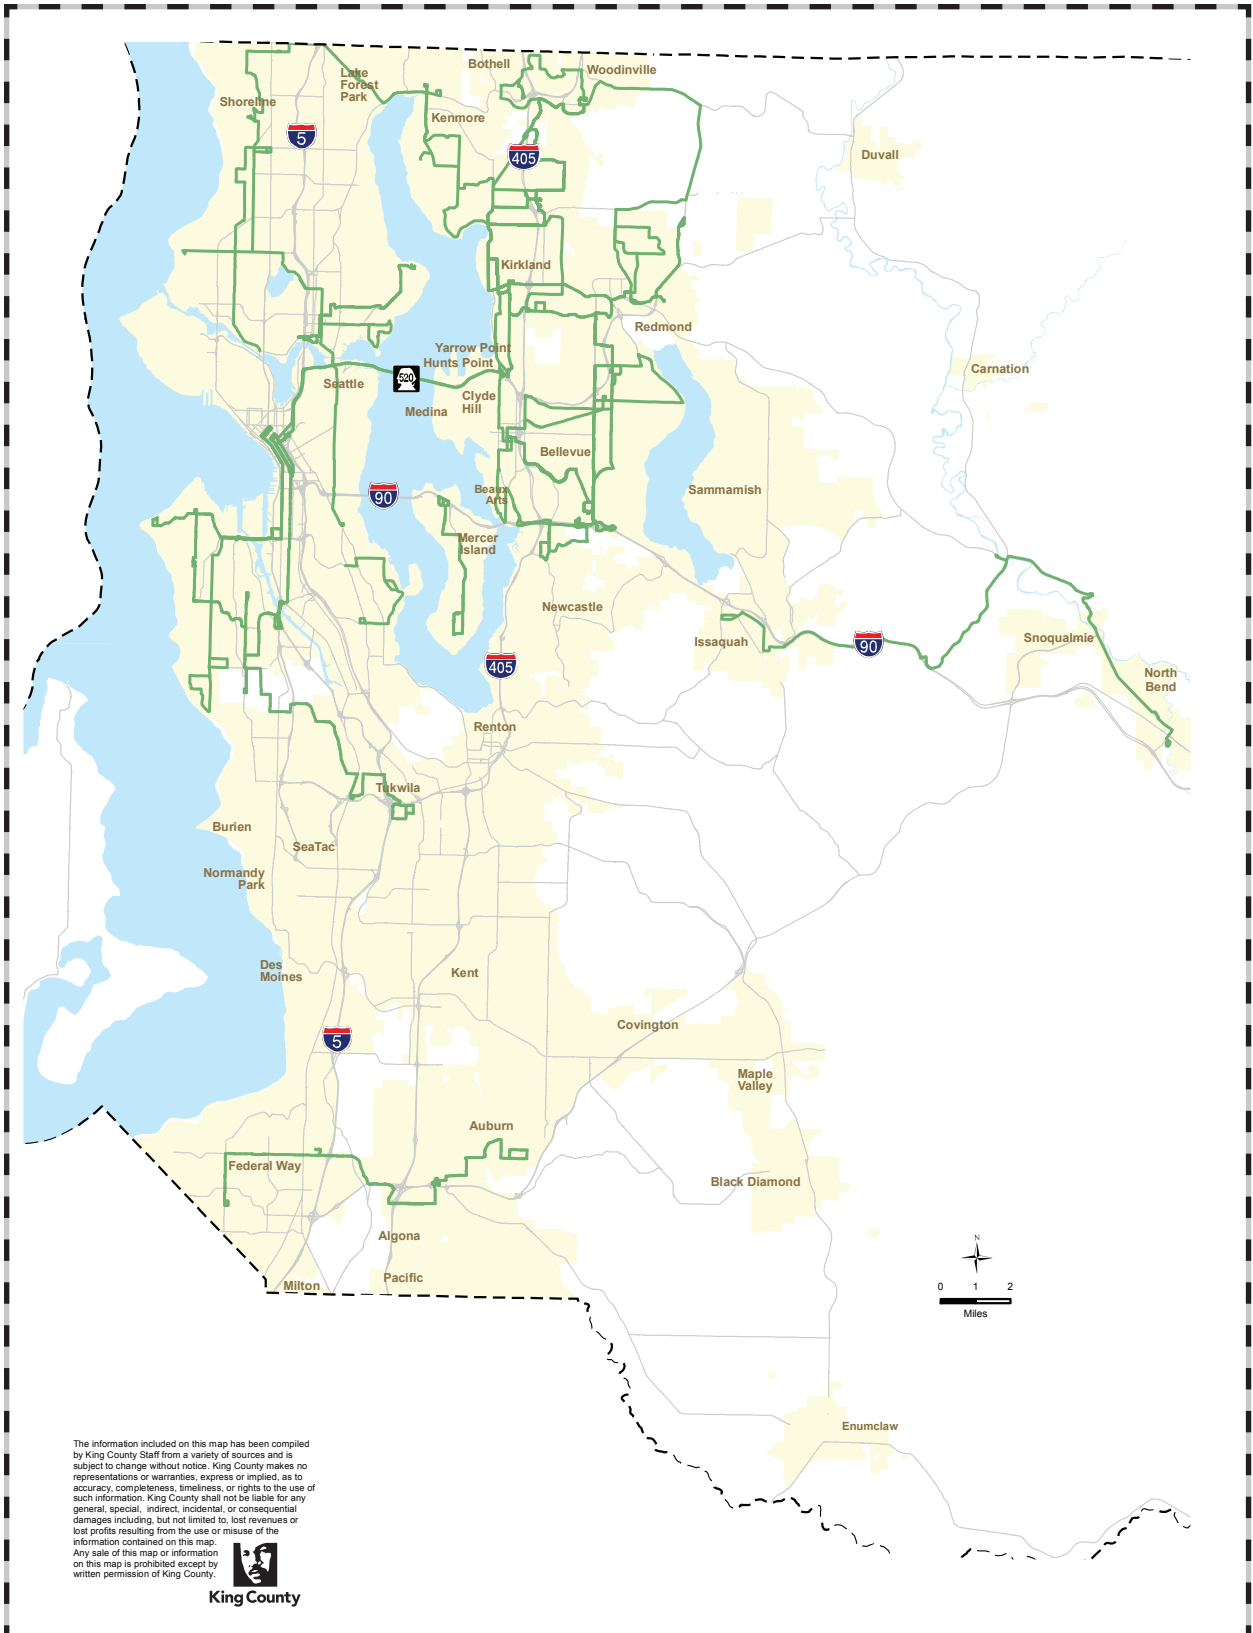 Bothell
Woodinville
Lake
Forest
Park
Shoreline
Kenmore
5
405
Duvall
Kirkland
Redmond
Yarrow Point
Hunts Point
Carnation
520
Seattle
Clyde
Hill
Medina
Bellevue
90
Beaux
Arts
Sammamish
Mercer
Island
Newcastle
Issaquah
90
Snoqualmie
405
North
Bend
Renton
Tukwila
Burien
SeaTac
Normandy
Park
Des
Moines
Kent
Covington
5
Maple
Valley
Auburn
Federal Way
Black Diamond
Algona
N
Pacific
Milton
0 1 2
Miles
Enumclaw
The information included on this map has been compiled
by King County Staff from a variety of sources and is
subject to change without notice. King County makes no
representations or warranties, express or implied, as to
accuracy, completeness, timeliness, or rights to the use of
such information. King County shall not be liable for any
general, special, indirect, incidental, or consequential
damages including, but not limited to, lost revenues or
lost profits resulting from the use or misuse of the
information contained on this map.
Any sale of this map or information
on this map is prohibited except by
written permission of King County.
King County